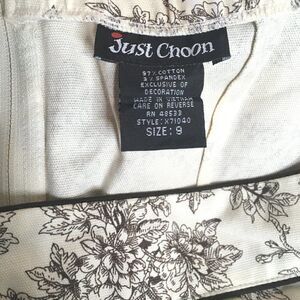 Just Choon
97% COTTON
3% SPANDEX
EXCLUSIVE OF
DECORATION
MADE IN VIETNAM
CARE ON REVERSE
RN 48533
STYLE: X71040
SIZE: 9